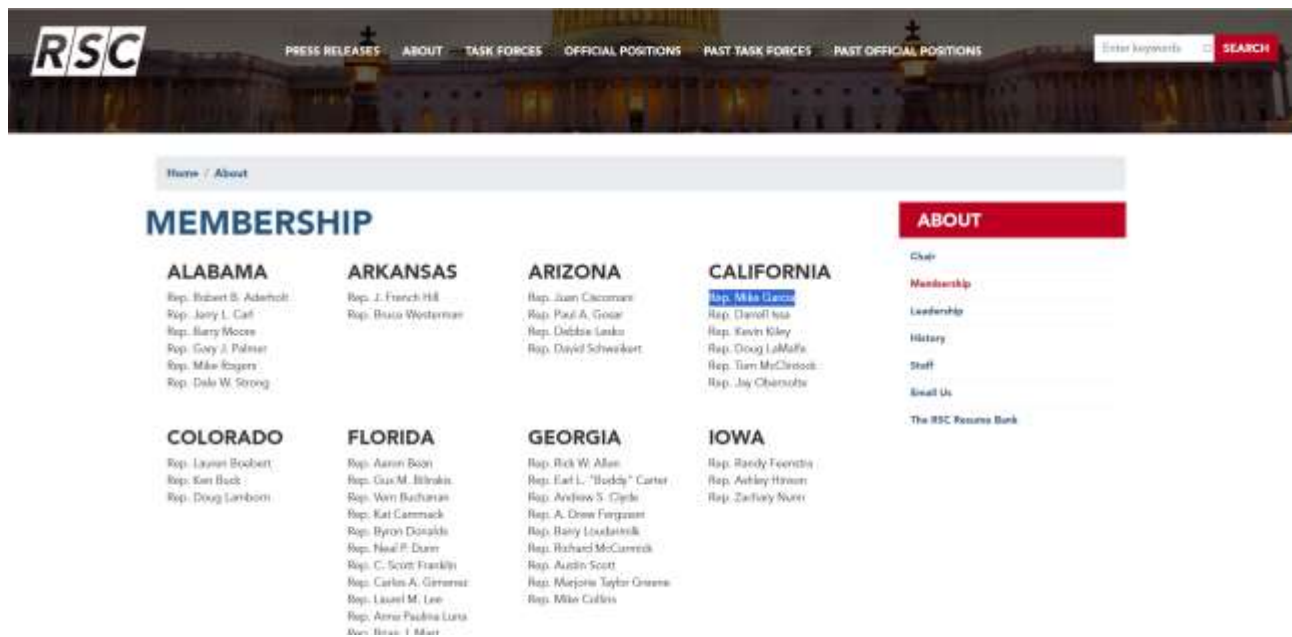 RSC
PRESS RELEASES ABOUT TASK FORCES OFFICIAL POSITIONS PAST TASK FORCES PAST OFFICIAL POSITIONS
Enter keywords SEARCH
Home / About
MEMBERSHIP
ALABAMA
Rep. Robert B. Aderholt
Rep. Jerry L. Carl
Rep. Barry Moore
Rep. Gary J. Palmer
Rep. Mike Rogers
Rep. Dale W. Strong
ARKANSAS
Rep. J. French Hill
Rep. Bruce Westerman
ARIZONA
Rep. Juan Ciscomani
Rep. Paul A. Gosar
Rep. Debbie Lesko
Rep. David Schweikert
CALIFORNIA
Rep. Mike Garcia
Rep. Darrell Issa
Rep. Kevin Kiley
Rep. Doug LaMalfa
Rep. Tom McClintock
Rep. Jay Obernolte
COLORADO
Rep. Lauren Boebert
Rep. Ken Buck
Rep. Doug Lamborn
FLORIDA
Rep. Aaron Bean
Rep. Gus M. Bilirakis
Rep. Vern Buchanan
Rep. Kat Cammack
Rep. Byron Donalds
Rep. Neal P. Dunn
Rep. C. Scott Franklin
Rep. Carlos A. Gimenez
Rep. Laurel M. Lee
Rep. Anna Paulina Luna
Rep. Brian J. Mast
GEORGIA
Rep. Rick W. Allen
Rep. Earl L. "Buddy" Carter
Rep. Andrew S. Clyde
Rep. A. Drew Ferguson
Rep. Barry Loudermilk
Rep. Richard McCormick
Rep. Austin Scott
Rep. Marjorie Taylor Greene
Rep. Mike Collins
IOWA
Rep. Randy Feenstra
Rep. Ashley Hinson
Rep. Zachary Nunn
ABOUT
Chair
Membership
Leadership
History
Staff
Email Us
The RSC Resume Bank